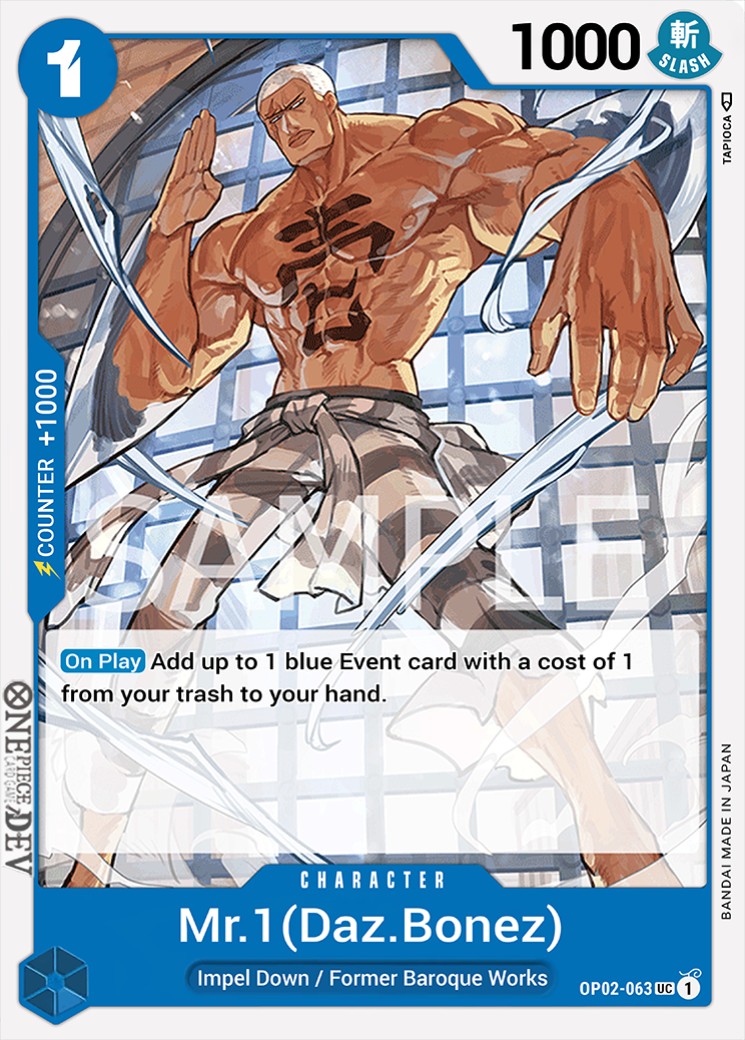 1
1000
斬
SLASH
TAPIOCA
壱
COUNTER +1000
SAMPLE
On Play Add up to 1 blue Event card with a cost of 1
from your trash to your hand.
ONE PIECE
CARD GAME
.DEV
BANDAI MADE IN JAPAN
CHARACTER
Mr.1(Daz.Bonez)
Impel Down / Former Baroque Works
OP02-063 UC 1